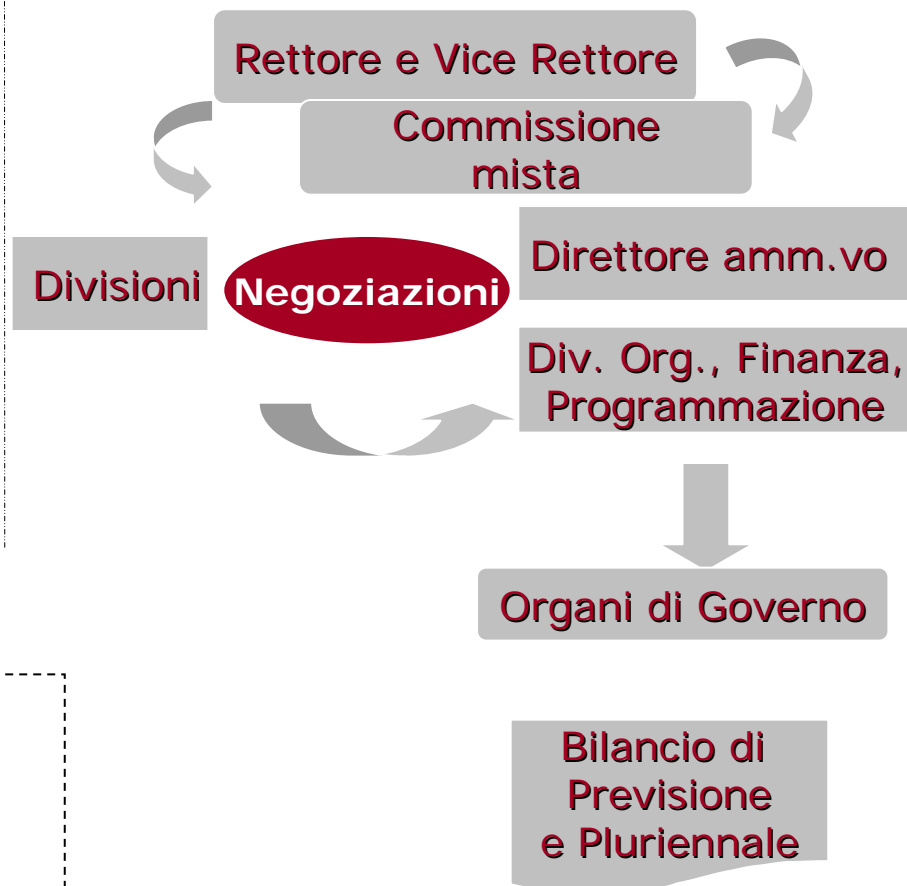 Rettore e Vice Rettore
Commissione
mista
Divisioni
Negoziazioni
Direttore amm.vo
Div. Org., Finanza,
Programmazione
Organi di Governo
Bilancio di
Previsione
e Pluriennale